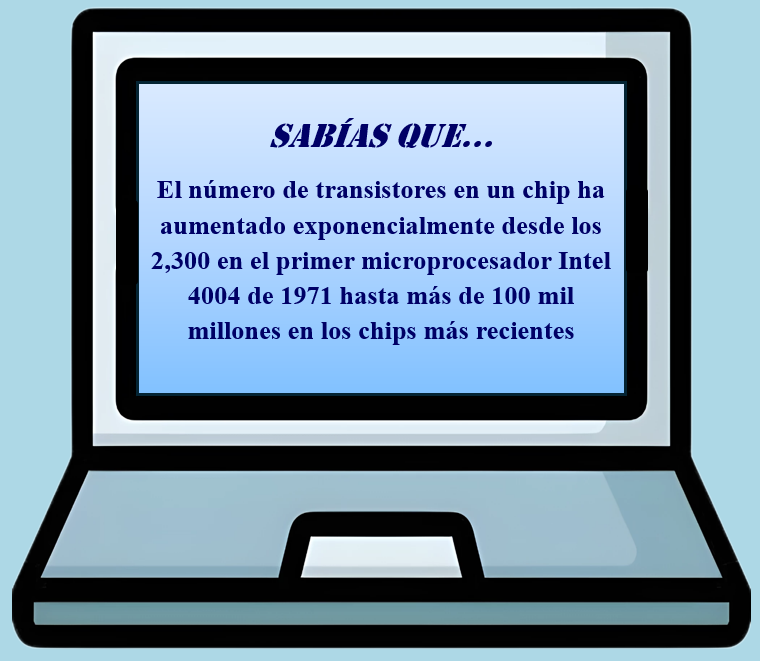 SABÍAS QUE...
El número de transistores en un chip ha
aumentado exponencialmente desde los
2,300 en el primer microprocesador Intel
4004 de 1971 hasta más de 100 mil
millones en los chips más recientes